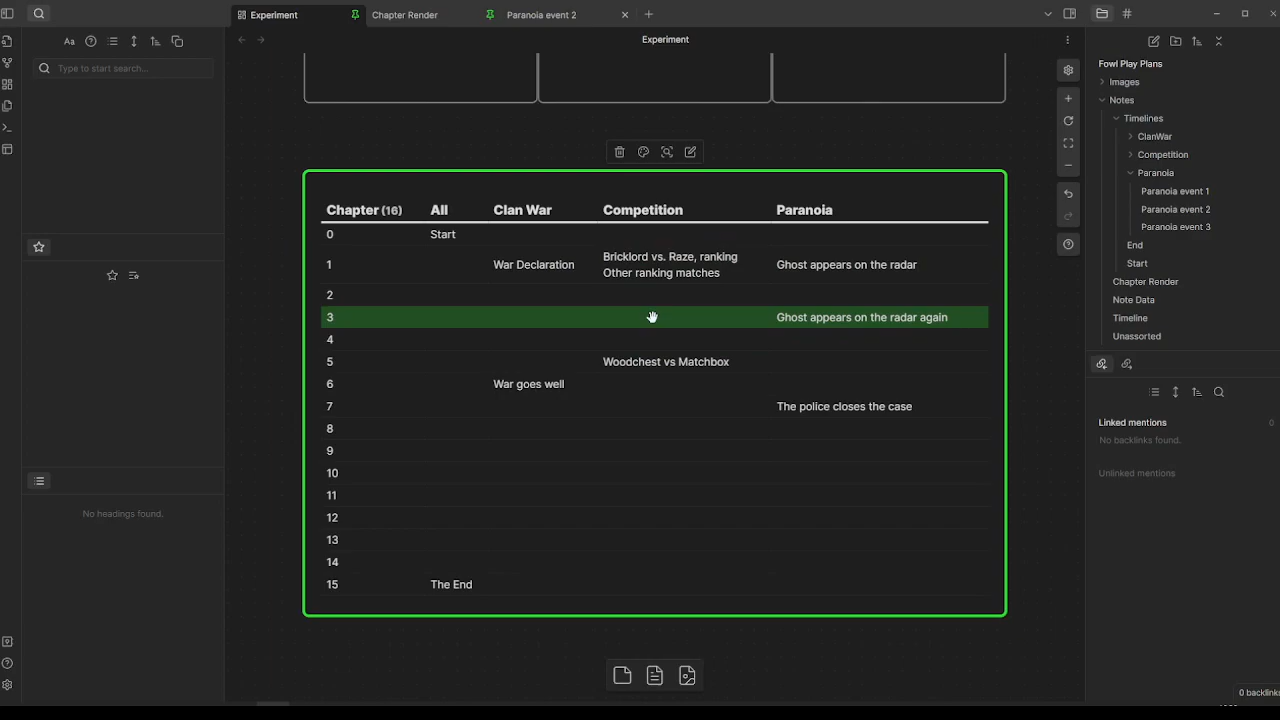 Experiment
Chapter Render
Paranoia event 2
Experiment
Aa
Type to start search...
No headings found.
Chapter (16) All Clan War Competition Paranoia
0 Start
1 War Declaration Bricklord vs. Raze, ranking Ghost appears on the radar
Other ranking matches
2
3 Ghost appears on the radar again
4
5 Woodchest vs Matchbox
6 War goes well
7 The police closes the case
8
9
10
11
12
13
14
15 The End
Fowl Play Plans
Images
Notes
Timelines
ClanWar
Competition
Paranoia
Paranoia event 1
Paranoia event 2
Paranoia event 3
End
Start
Chapter Render
Note Data
Timeline
Unassorted
Linked mentions 0
No backlinks found.
Unlinked mentions
0 backlinks